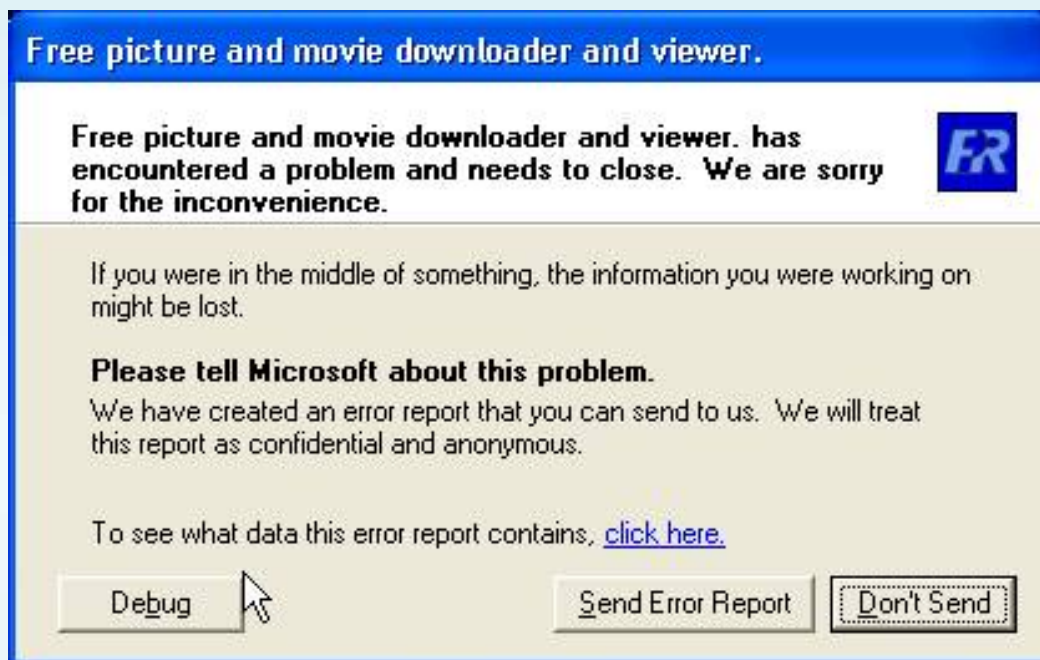 Free picture and movie downloader and viewer.
Free picture and movie downloader and viewer. has
encountered a problem and needs to close.  We are sorry
for the inconvenience.
FR
If you were in the middle of something, the information you were working on
might be lost.
Please tell Microsoft about this problem.
We have created an error report that you can send to us.  We will treat
this report as confidential and anonymous.
To see what data this error report contains, click here.
Debug
Send Error Report
Don't Send